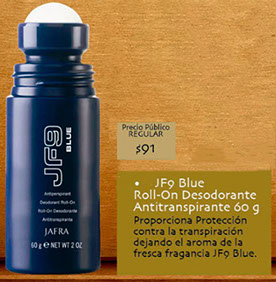 JF9
BLUE
Antiperspirant
Deodorant Roll-On
Roll-On Desodorante
Antitranspirante
JAFRA
60 g ℮ NET WT 2 OZ
Precio Público
REGULAR
$91
• JF9 Blue
Roll-On Desodorante
Antitranspirante 60 g
Proporciona Protección
contra la transpiración
dejando el aroma de la
fresca fragancia JF9 Blue.